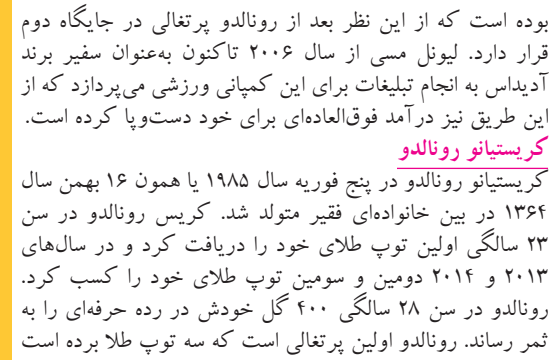 بوده است که از این نظر بعد از رونالدو پرتغالی در جایگاه دوم
قرار دارد. لیونل مسی از سال ۲۰۰۶ تاکنون به‌عنوان سفیر برند
آدیداس به انجام تبلیغات برای این کمپانی ورزشی می‌پردازد که از
این طریق نیز درآمد فوق‌العاده‌ای برای خود دست‌وپا کرده است.
کریستیانو رونالدو
کریستیانو رونالدو در پنج فوریه سال ۱۹۸۵ یا همون ۱۶ بهمن سال
۱۳۶۴ در بین خانواده‌ای فقیر متولد شد. کریس رونالدو در سن
۲۳ سالگی اولین توپ طلای خود را دریافت کرد و در سال‌های
۲۰۱۳ و ۲۰۱۴ دومین و سومین توپ طلای خود را کسب کرد.
رونالدو در سن ۲۸ سالگی ۴۰۰ گل خودش در رده حرفه‌ای را به
ثمر رساند. رونالدو اولین پرتغالی است که سه توپ طلا برده است